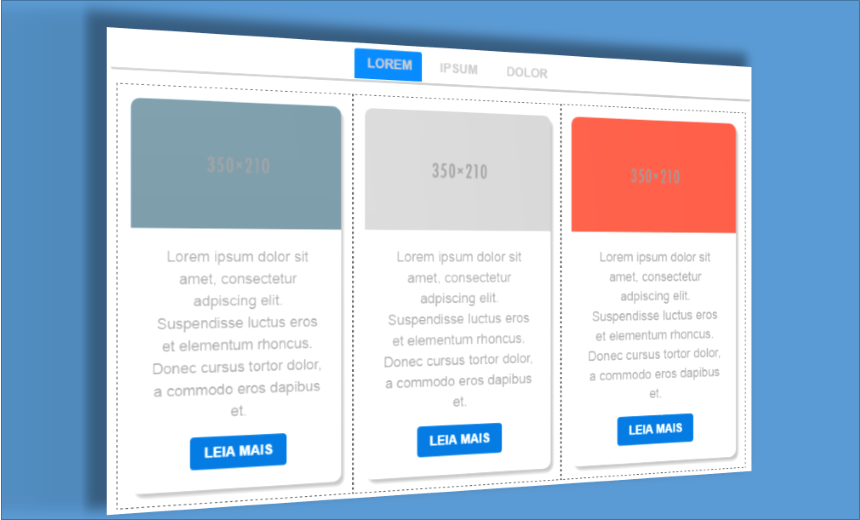 LOREM IPSUM DOLOR
350×210
Lorem ipsum dolor sit
amet, consectetur
adipiscing elit.
Suspendisse luctus eros
et elementum rhoncus.
Donec cursus tortor dolor,
a commodo eros dapibus
et.
LEIA MAIS
350×210
Lorem ipsum dolor sit
amet, consectetur
adipiscing elit.
Suspendisse luctus eros
et elementum rhoncus.
Donec cursus tortor dolor,
a commodo eros dapibus
et.
LEIA MAIS
350×210
Lorem ipsum dolor sit
amet, consectetur
adipiscing elit.
Suspendisse luctus eros
et elementum rhoncus.
Donec cursus tortor dolor,
a commodo eros dapibus
et.
LEIA MAIS